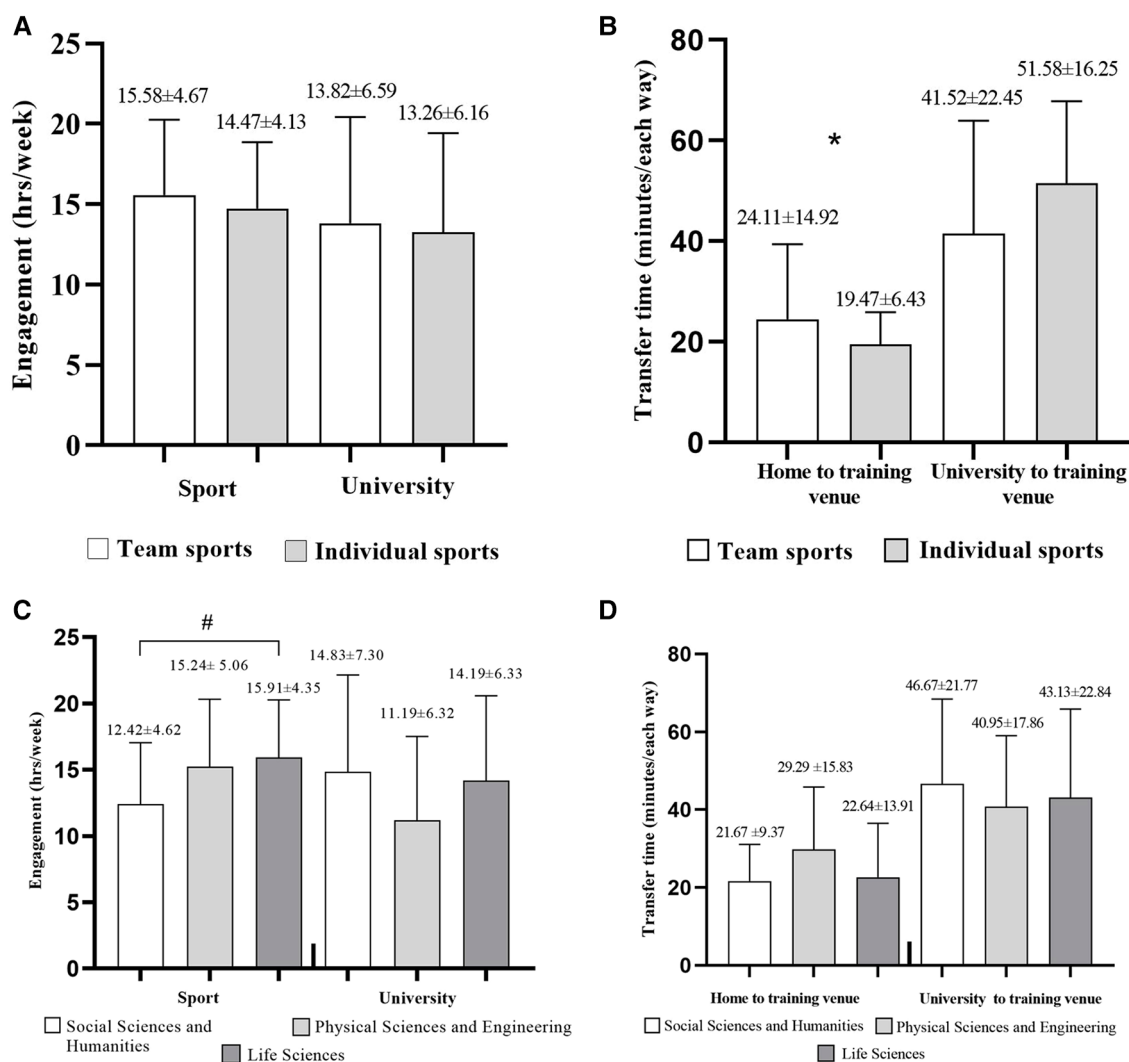 A
Engagement (hrs/week)
25
20
15
10
5
0
15.58±4.67
14.47±4.13
13.82±6.59
13.26±6.16
Sport
University
Team sports
Individual sports
B
Transfer time (minutes/each way)
80
60
40
20
0
24.11±14.92
19.47±6.43
*
41.52±22.45
51.58±16.25
Home to training
venue
University to training
venue
Team sports
Individual sports
C
Engagement (hrs/week)
25
20
15
10
5
0
#
12.42±4.62
15.24± 5.06
15.91±4.35
14.83±7.30
11.19±6.32
14.19±6.33
Sport
University
Social Sciences and
Humanities
Physical Sciences and Engineering
Life Sciences
D
Transfer time (minutes/each way)
80
60
40
20
0
21.67 ±9.37
29.29 ±15.83
22.64±13.91
46.67±21.77
40.95±17.86
43.13±22.84
Home to training venue
University to training venue
Social Sciences and Humanities
Physical Sciences and Engineering
Life Sciences